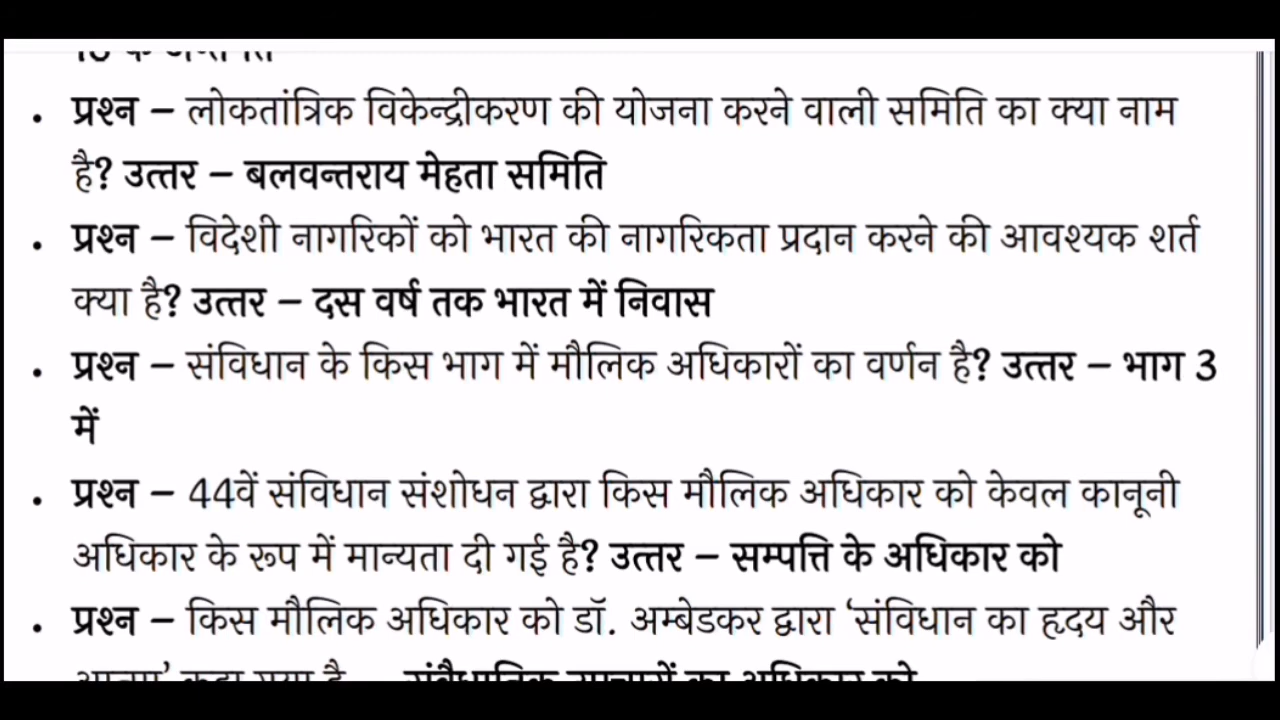 • प्रश्न – लोकतांत्रिक विकेन्द्रीकरण की योजना करने वाली समिति का क्या नाम
है? उत्तर – बलवन्तराय मेहता समिति
• प्रश्न – विदेशी नागरिकों को भारत की नागरिकता प्रदान करने की आवश्यक शर्त
क्या है? उत्तर – दस वर्ष तक भारत में निवास
• प्रश्न – संविधान के किस भाग में मौलिक अधिकारों का वर्णन है? उत्तर – भाग 3
में
• प्रश्न – 44वें संविधान संशोधन द्वारा किस मौलिक अधिकार को केवल कानूनी
अधिकार के रूप में मान्यता दी गई है? उत्तर – सम्पत्ति के अधिकार को
• प्रश्न – किस मौलिक अधिकार को डॉ. अम्बेडकर द्वारा ‘संविधान का हृदय और